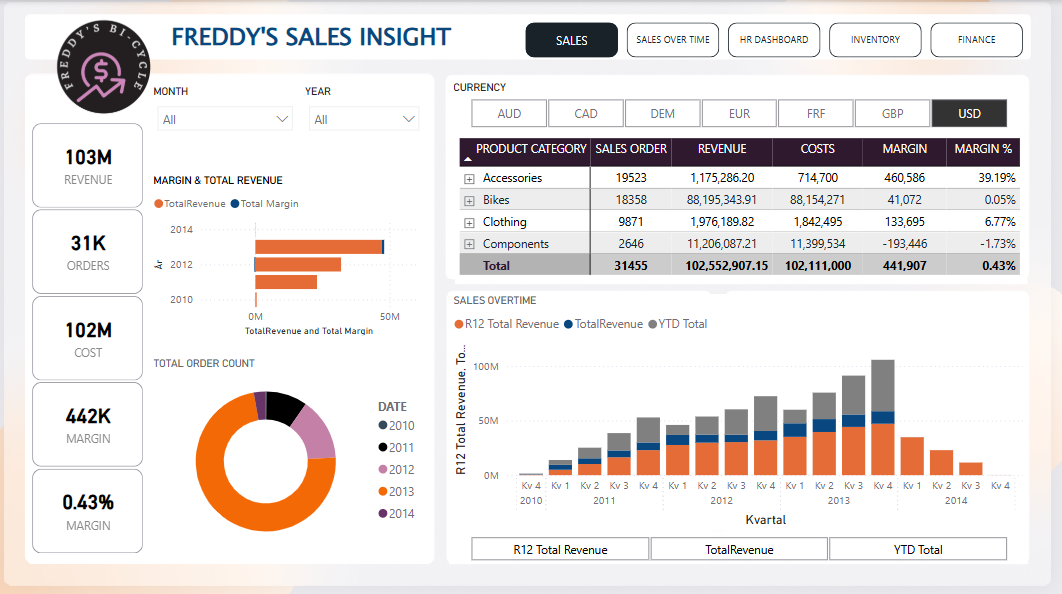 FREDDY'S BI-CYCLE
$
FREDDY'S SALES INSIGHT
SALES
SALES OVER TIME
HR DASHBOARD
INVENTORY
FINANCE
MONTH
All
YEAR
All
103M
REVENUE
31K
ORDERS
102M
COST
442K
MARGIN
0.43%
MARGIN
MARGIN & TOTAL REVENUE
TotalRevenue Total Margin
År
2014
2012
2010
0M 50M
TotalRevenue and Total Margin
TOTAL ORDER COUNT
DATE
2010
2011
2012
2013
2014
CURRENCY
AUD CAD DEM EUR FRF GBP USD
PRODUCT CATEGORY SALES ORDER REVENUE COSTS MARGIN MARGIN %
Accessories 19523 1,175,286.20 714,700 460,586 39.19%
Bikes 18358 88,195,343.91 88,154,271 41,072 0.05%
Clothing 9871 1,976,189.82 1,842,495 133,695 6.77%
Components 2646 11,206,087.21 11,399,534 -193,446 -1.73%
Total 31455 102,552,907.15 102,111,000 441,907 0.43%
SALES OVERTIME
R12 Total Revenue TotalRevenue YTD Total
R12 Total Revenue, To...
100M
50M
0M
Kv 4 Kv 1 Kv 2 Kv 3 Kv 4 Kv 1 Kv 2 Kv 3 Kv 4 Kv 1 Kv 2 Kv 3 Kv 4 Kv 1 Kv 2 Kv 3 Kv 4
2010 2011 2012 2013 2014
Kvartal
R12 Total Revenue
TotalRevenue
YTD Total